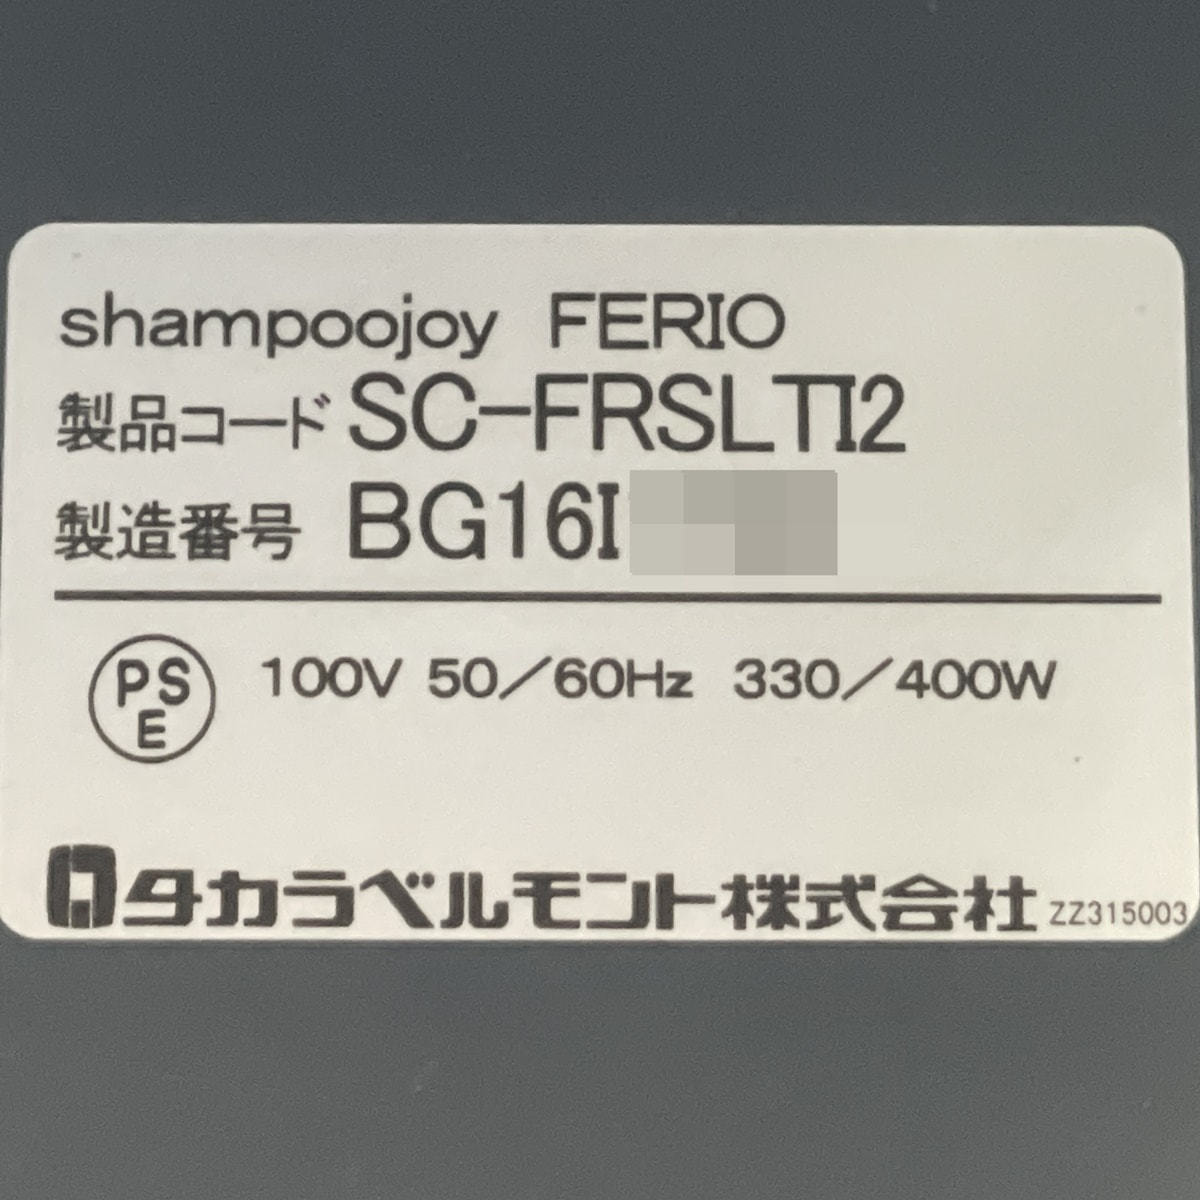 shampoojoy FERIO
製品コード SC-FRSLTI2
製造番号 BG16I
PSE 100V 50/60Hz 330/400W
タカラベルモント株式会社 ZZ315003